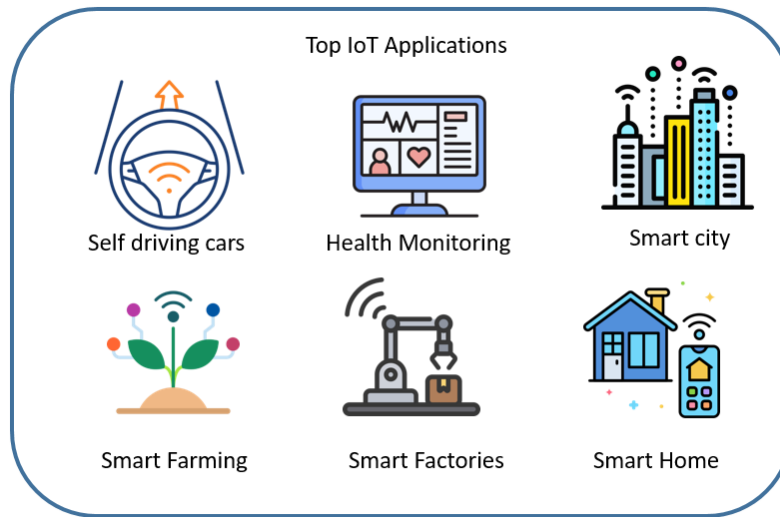 Top IoT Applications
Self driving cars
Health Monitoring
Smart city
Smart Farming
Smart Factories
Smart Home